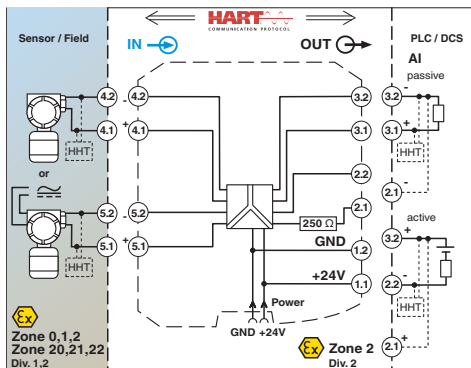 HART
COMMUNICATION PROTOCOL
Sensor / Field
IN
OUT
PLC / DCS
AI
passive
4.2
-
4.2
3.2
3.2
-
4.1
+
4.1
3.1
3.1
+
HHT
HHT
or
2.2
2.1
-
2.1
5.2
-
5.2
250 Ω
active
GND
3.2
+
5.1
+
5.1
1.2
HHT
+24V
1.1
2.2
-
HHT
Power
GND +24V
Ex
Zone 0,1,2
Zone 20,21,22
Div. 1,2
Ex
Zone 2
Div. 2
2.1
+